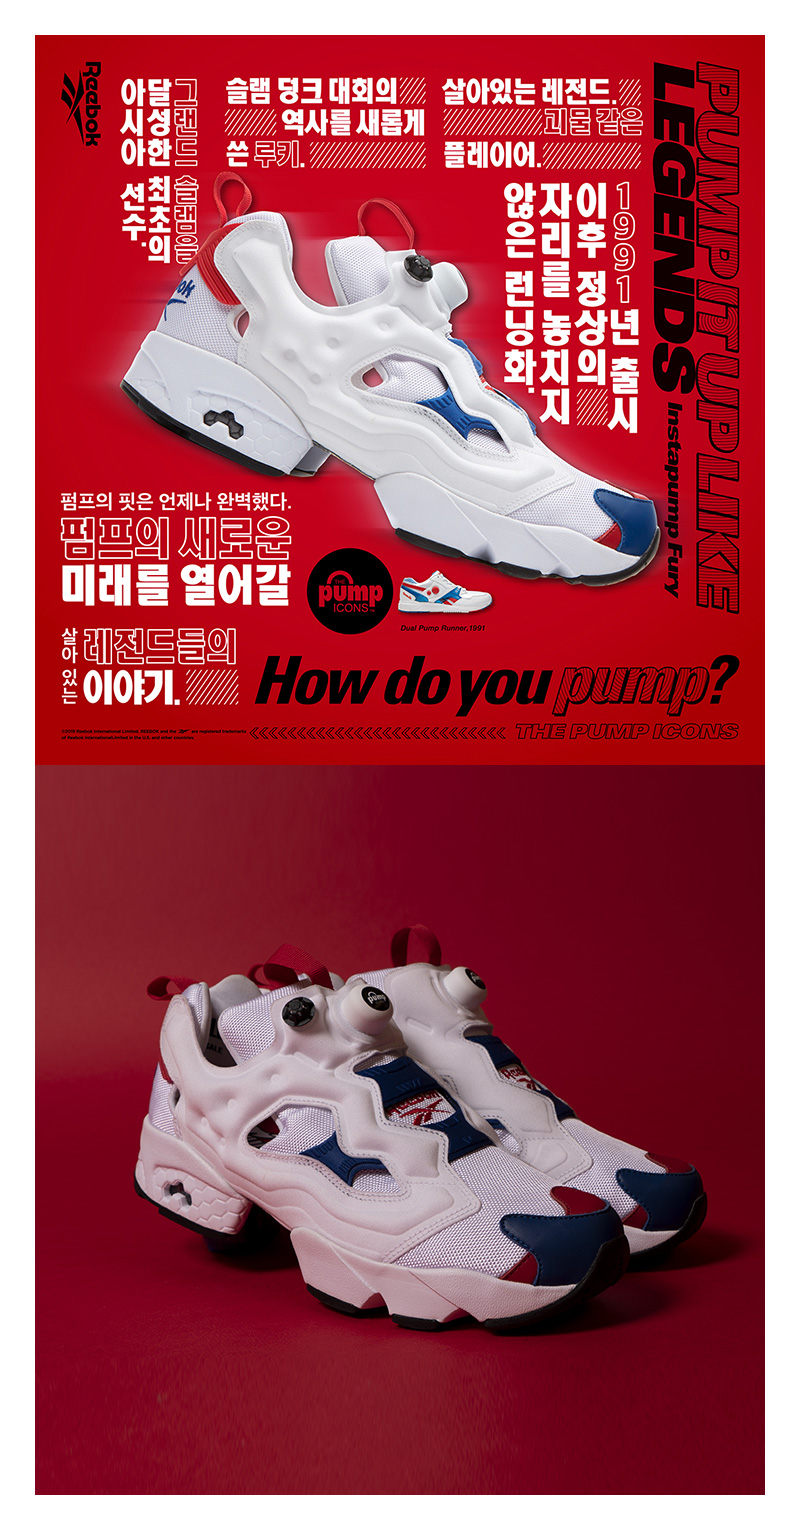 Reebok
그랜드 슬램을
달성한 최초의
아시아 선수.
슬램 덩크 대회의
역사를 새롭게
쓴 루키.
살아있는 레전드.
괴물 같은
플레이어.
1991년 출시
이후 정상의
자리를 놓치지
않은 런닝화.
PUMP IT UP LIKE
LEGENDS
Instapump Fury
펌프의 핏은 언제나 완벽했다.
펌프의 새로운
미래를 열어갈
살아있는
레전드들의
이야기.
THE
pump
ICONS
Dual Pump Runner, 1991
How do you pump?
THE PUMP ICONS
pump
Reebok
Reebok